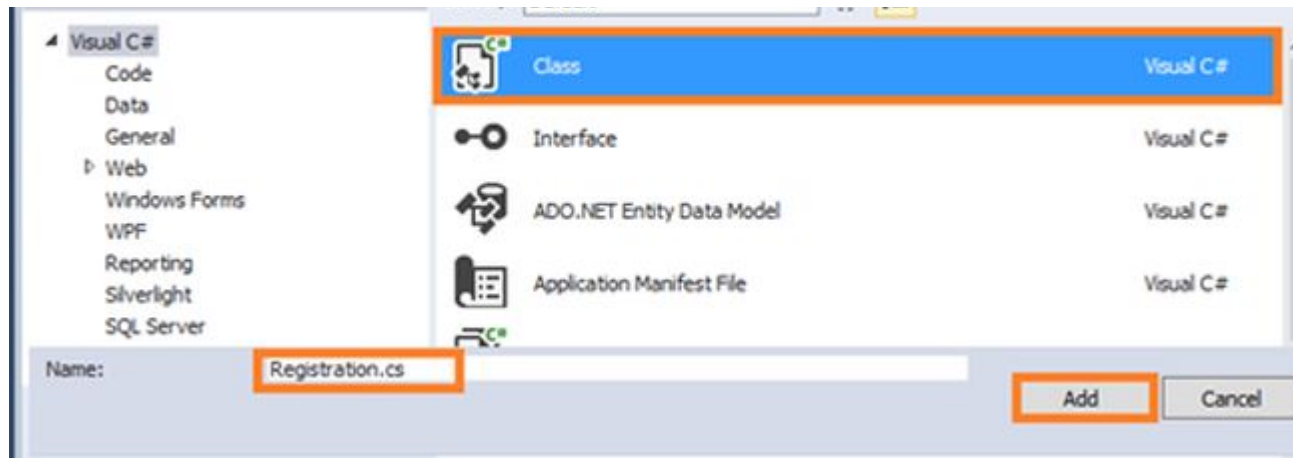 Visual C#
Code
Data
General
Web
Windows Forms
WPF
Reporting
Silverlight
SQL Server
Class Visual C#
Interface Visual C#
ADO.NET Entity Data Model Visual C#
Application Manifest File Visual C#
Name: Registration.cs
Add Cancel